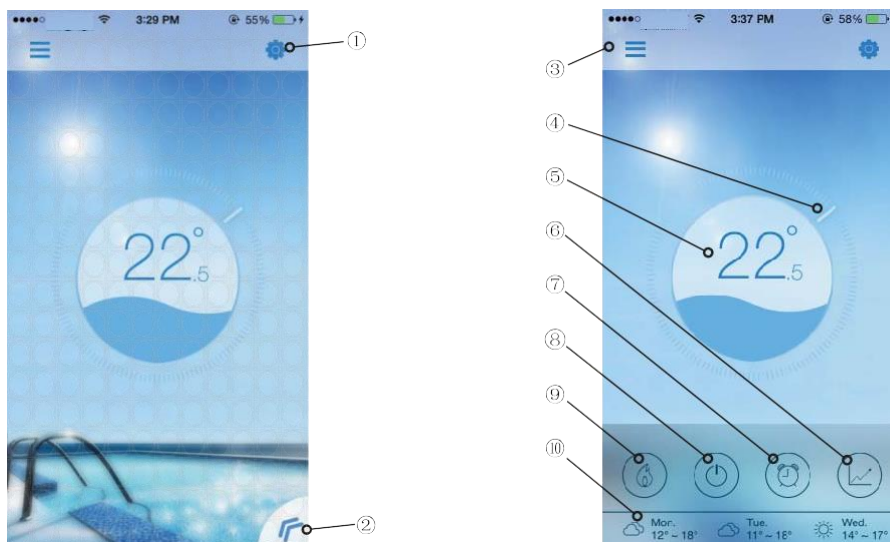 3:29 PM 55%
①
22°.5
②
3:37 PM 58%
③
④
⑤
⑥
⑦
⑧
⑨
⑩
22°.5
Mon.
12° ~ 18°
Tue.
11° ~ 18°
Wed.
14° ~ 17°